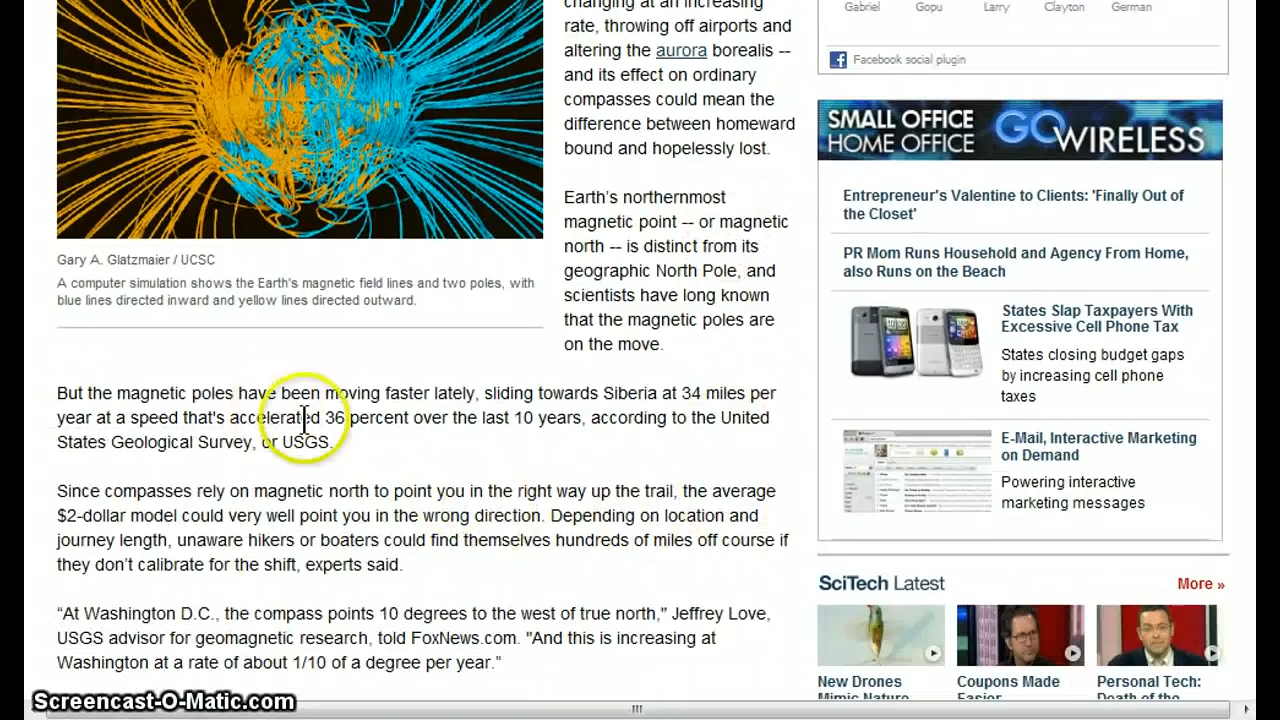 changing at an increasing
rate, throwing off airports and
altering the aurora borealis --
and its effect on ordinary
compasses could mean the
difference between homeward
bound and hopelessly lost.
Earth's northernmost
magnetic point -- or magnetic
north -- is distinct from its
geographic North Pole, and
scientists have long known
that the magnetic poles are
on the move.
Gary A. Glatzmaier / UCSC
A computer simulation shows the Earth's magnetic field lines and two poles, with
blue lines directed inward and yellow lines directed outward.
But the magnetic poles have been moving faster lately, sliding towards Siberia at 34 miles per
year at a speed that's accelerated 36 percent over the last 10 years, according to the United
States Geological Survey, or USGS.
Since compasses rely on magnetic north to point you in the right way up the trail, the average
$2-dollar model could very well point you in the wrong direction. Depending on location and
journey length, unaware hikers or boaters could find themselves hundreds of miles off course if
they don't calibrate for the shift, experts said.
“At Washington D.C., the compass points 10 degrees to the west of true north," Jeffrey Love,
USGS advisor for geomagnetic research, told FoxNews.com. "And this is increasing at
Washington at a rate of about 1/10 of a degree per year.”
Gabriel Gopu Larry Clayton German
Facebook social plugin
SMALL OFFICE
HOME OFFICE
GO WIRELESS
Entrepreneur's Valentine to Clients: 'Finally Out of
the Closet'
PR Mom Runs Household and Agency From Home,
also Runs on the Beach
States Slap Taxpayers With
Excessive Cell Phone Tax
States closing budget gaps
by increasing cell phone
taxes
E-Mail, Interactive Marketing
on Demand
Powering interactive
marketing messages
SciTech Latest
More »
New Drones
Mimic Nature
Coupons Made
Easier
Personal Tech:
Death of the
Screencast-O-Matic.com